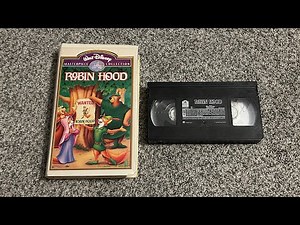 Walt Disney
MASTERPIECE COLLECTION
ROBIN HOOD
WANTED
ROBIN HOOD